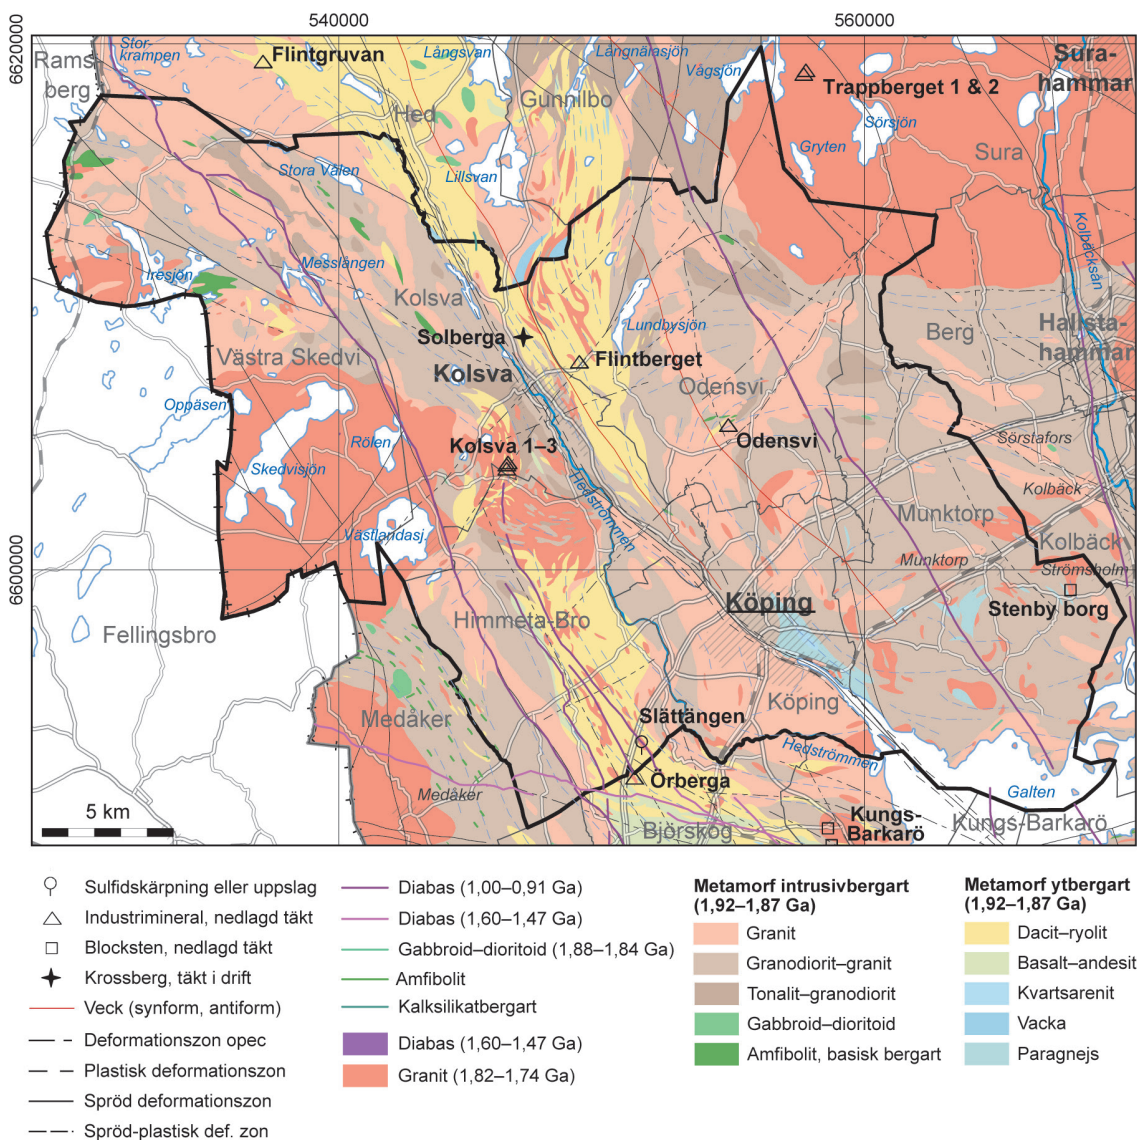 540000
560000
6620000
6600000
Stor-
krampen
Rams-
berg
Flintgruvan
Långsvan
Långnäräsjön
Vågsjön
Sura-
hammar
Trappberget 1 & 2
Hed
Gunnilbo
Sörsjön
Gryten
Sura
Stora Vålen
Lillsvan
Kolbäcksån
Iresjön
Messlången
Kolsva
Lundbysjön
Solberga
Berg
Hallsta-
hammar
Västra Skedvi
Kolsva
Flintberget
Odensvi
Oppäsen
Rölen
Kolsva 1–3
Odensvi
Sörstafors
Skedvisjön
Kolbäck
Hedströmmen
Munktorp
Västlandasj.
Kolbäck
Munktorp
Strömsholm
Stenby borg
Köping
Himmeta-Bro
Fellingsbro
Medåker
Köping
Slättängen
Hedströmmen
Örberga
Medåker
Galten
5 km
Björskog
Kungs-
Barkarö
Kungs-Barkarö
Sulfidskärpning eller uppslag
Industrimineral, nedlagd täkt
Blocksten, nedlagd täkt
Krossberg, täkt i drift
Veck (synform, antiform)
Deformationszon opec
Plastisk deformationszon
Spröd deformationszon
Spröd-plastisk def. zon
Diabas (1,00–0,91 Ga)
Diabas (1,60–1,47 Ga)
Gabbroid–dioritoid (1,88–1,84 Ga)
Amfibolit
Kalksilikatbergart
Diabas (1,60–1,47 Ga)
Granit (1,82–1,74 Ga)
Metamorf intrusivbergart
(1,92–1,87 Ga)
Granit
Granodiorit–granit
Tonalit–granodiorit
Gabbroid–dioritoid
Amfibolit, basisk bergart
Metamorf ytbergart
(1,92–1,87 Ga)
Dacit–ryolit
Basalt–andesit
Kvartsarenit
Vacka
Paragnejs